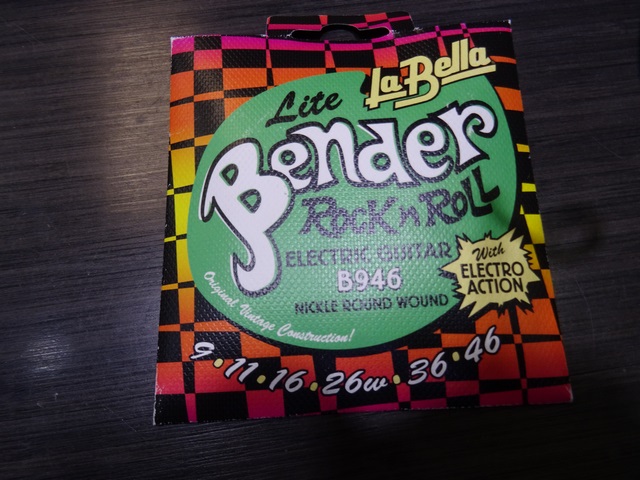 La Bella
Lite
Bender
Rock'n'Roll
ELECTRIC GUITAR
B946
NICKLE ROUND WOUND
With
ELECTRO
ACTION
Original Vintage Construction!
9•11•16•26w•36•46